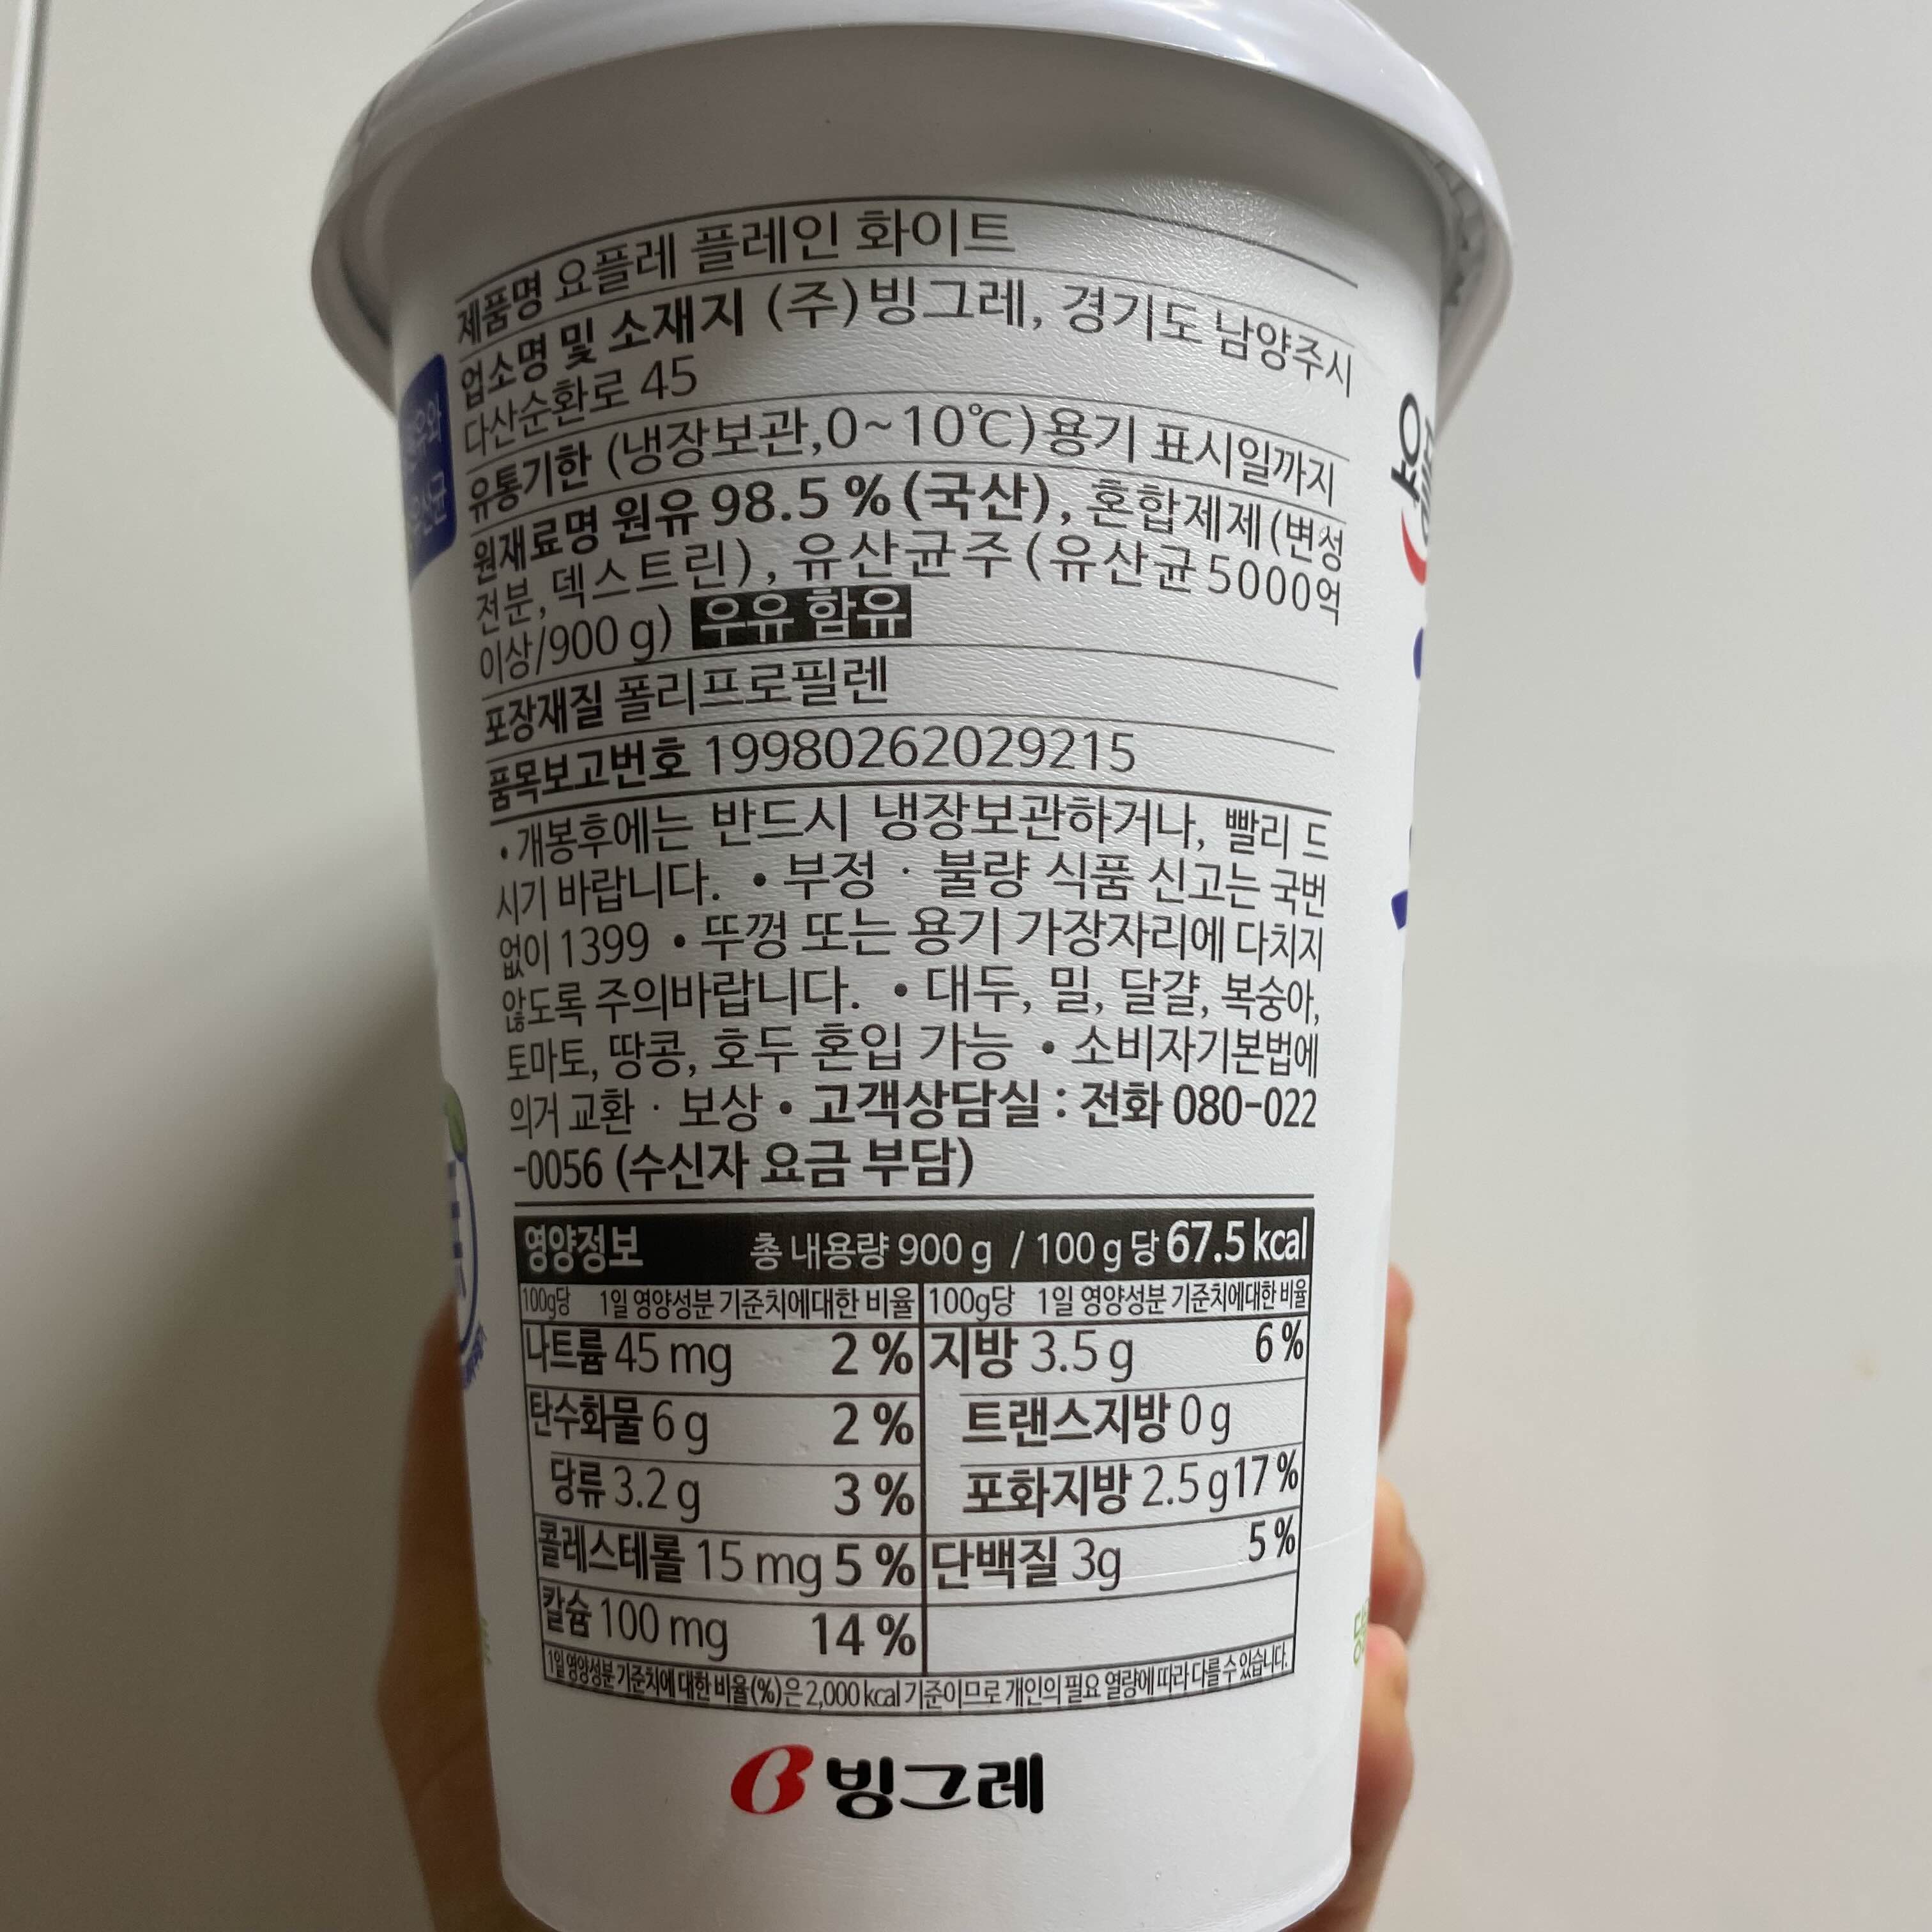 제품명 요플레 플레인 화이트
업소명 및 소재지 (주)빙그레, 경기도 남양주시
다산순환로 45
유통기한 (냉장보관,0~10℃)용기 표시일까지
원재료명 원유 98.5 % (국산), 혼합제제(변성
전분, 덱스트린), 유산균주(유산균 5000억
이상/900 g) 우유 함유
포장재질 폴리프로필렌
품목보고번호 19980262029215
• 개봉후에는 반드시 냉장보관하거나, 빨리 드
시기 바랍니다. • 부정 · 불량 식품 신고는 국번
없이 1399 • 뚜껑 또는 용기 가장자리에 다치지
않도록 주의바랍니다. • 대두, 밀, 달걀, 복숭아,
토마토, 땅콩, 호두 혼입 가능 • 소비자기본법에
의거 교환 · 보상 • 고객상담실 : 전화 080-022
-0056 (수신자 요금 부담)
영양정보 총 내용량 900 g / 100 g 당 67.5 kcal
100g당 1일 영양성분 기준치에대한 비율 100g당 1일 영양성분 기준치에대한 비율
나트륨 45 mg 2 % 지방 3.5 g 6 %
탄수화물 6 g 2 % 트랜스지방 0 g
당류 3.2 g 3 % 포화지방 2.5 g 17 %
콜레스테롤 15 mg 5 % 단백질 3g 5 %
칼슘 100 mg 14 %
1일 영양성분 기준치에 대한 비율(%)은 2,000 kcal 기준이므로 개인의 필요 열량에 따라 다를 수 있습니다.
빙그레